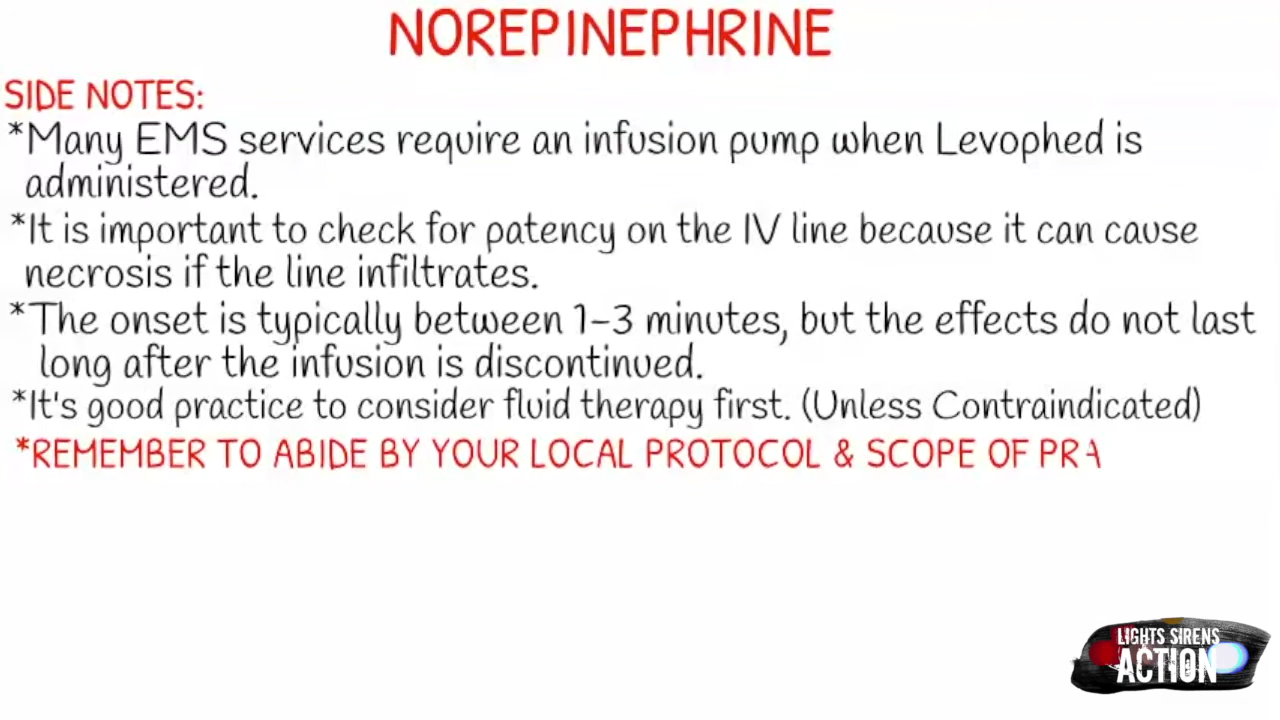 NOREPINEPHRINE
SIDE NOTES:
*Many EMS services require an infusion pump when Levophed is
administered.
*It is important to check for patency on the IV line because it can cause
necrosis if the line infiltrates.
*The onset is typically between 1-3 minutes, but the effects do not last
long after the infusion is discontinued.
*It's good practice to consider fluid therapy first. (Unless Contraindicated)
*REMEMBER TO ABIDE BY YOUR LOCAL PROTOCOL & SCOPE OF PRA
LIGHTS SIRENS
ACTION